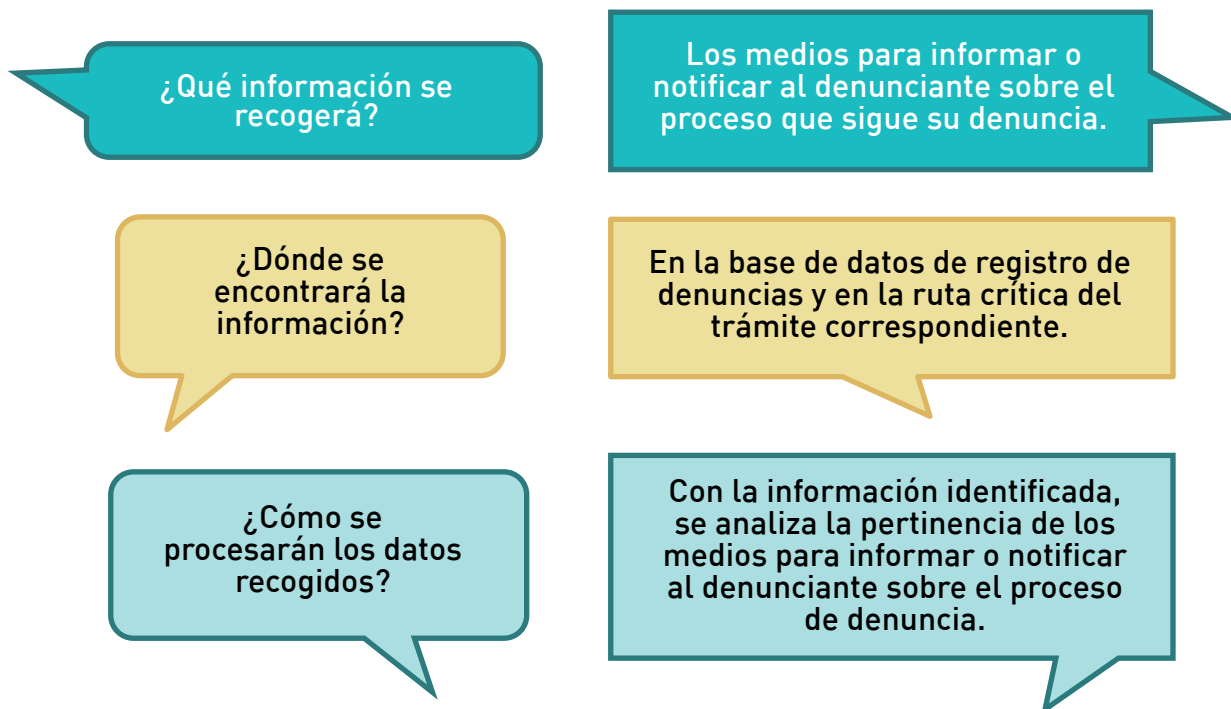 ¿Qué información se
recogerá?
Los medios para informar o
notificar al denunciante sobre el
proceso que sigue su denuncia.
¿Dónde se
encontrará la
información?
En la base de datos de registro de
denuncias y en la ruta crítica del
trámite correspondiente.
¿Cómo se
procesarán los datos
recogidos?
Con la información identificada,
se analiza la pertinencia de los
medios para informar o notificar
al denunciante sobre el proceso
de denuncia.